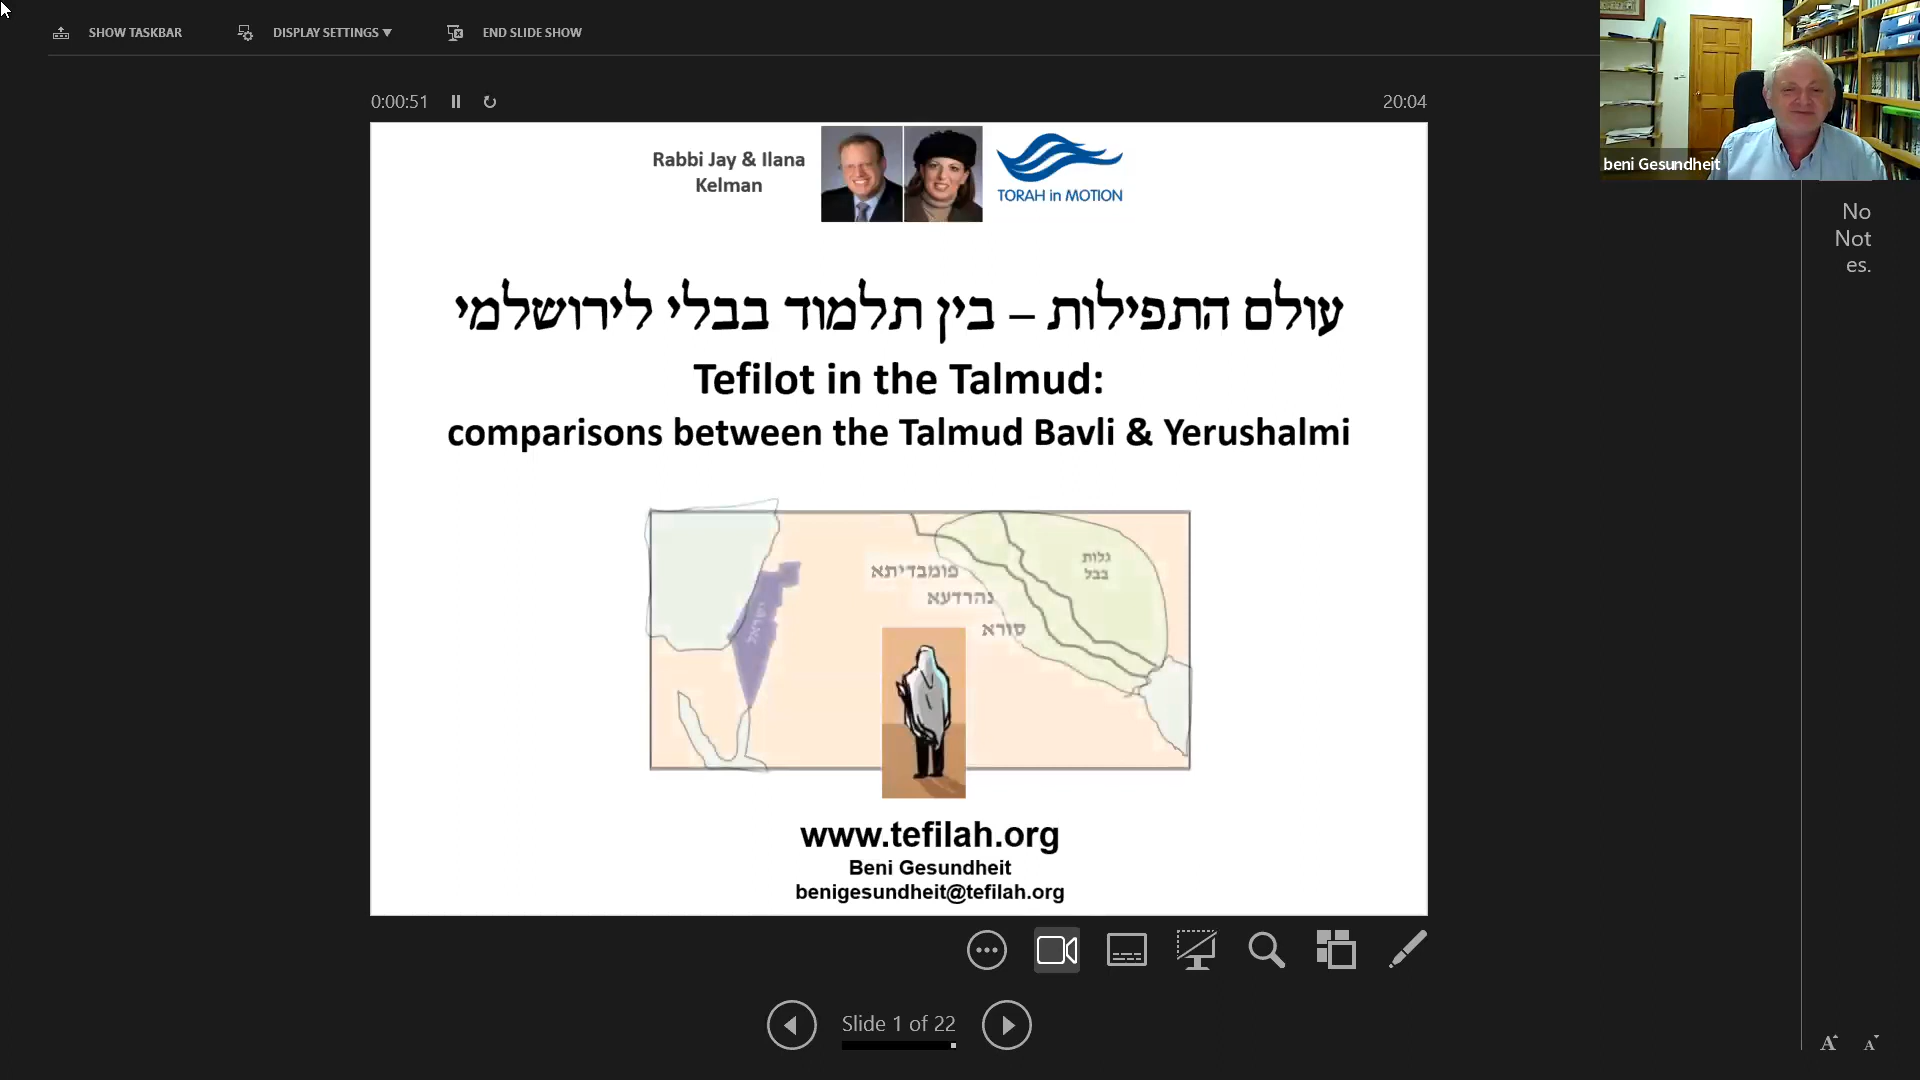 SHOW TASKBAR
DISPLAY SETTINGS ▼
END SLIDE SHOW
0:00:51
20:04
beni Gesundheit
No
Not
es.
Rabbi Jay & Ilana
Kelman
TORAH in MOTION
עולם התפילות – בין תלמוד בבלי לירושלמי
Tefilot in the Talmud:
comparisons between the Talmud Bavli & Yerushalmi
גלות
בבל
פומבדיתא
נהרדעא
סורא
ישראל
www.tefilah.org
Beni Gesundheit
benigesundheit@tefilah.org
Slide 1 of 22
A A